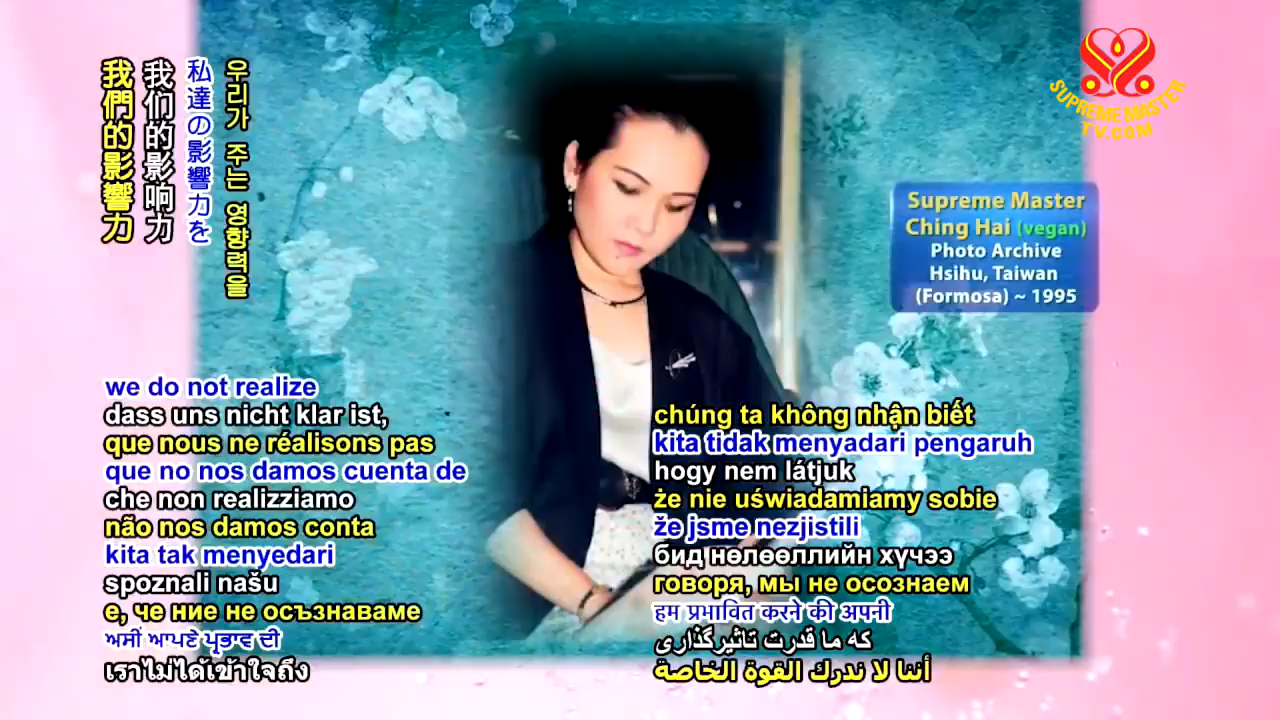 我們的影響力
我们的影响力
私達の影響力を
우리가 주는 영향력을
SUPREME MASTER
TV.COM
Supreme Master
Ching Hai (vegan)
Photo Archive
Hsihu, Taiwan
(Formosa) ~ 1995
we do not realize
dass uns nicht klar ist,
que nous ne réalisons pas
que no nos damos cuenta de
che non realizziamo
não nos damos conta
kita tak menyedari
spoznali našu
е, че ние не осъзнаваме
ਅਸੀਂ ਆਪਣੇ ਪ੍ਰਭਾਵ ਦੀ
เราไม่ได้เข้าใจถึง
chúng ta không nhận biết
kita tidak menyadari pengaruh
hogy nem látjuk
że nie uświadamiamy sobie
že jsme nezjistili
бид нөлөөллийн хүчээ
говоря, мы не осознаем
हम प्रभावित करने की अपनी
که ما قدرت تاثیرگذاری
أننا لا ندرك القوة الخاصة